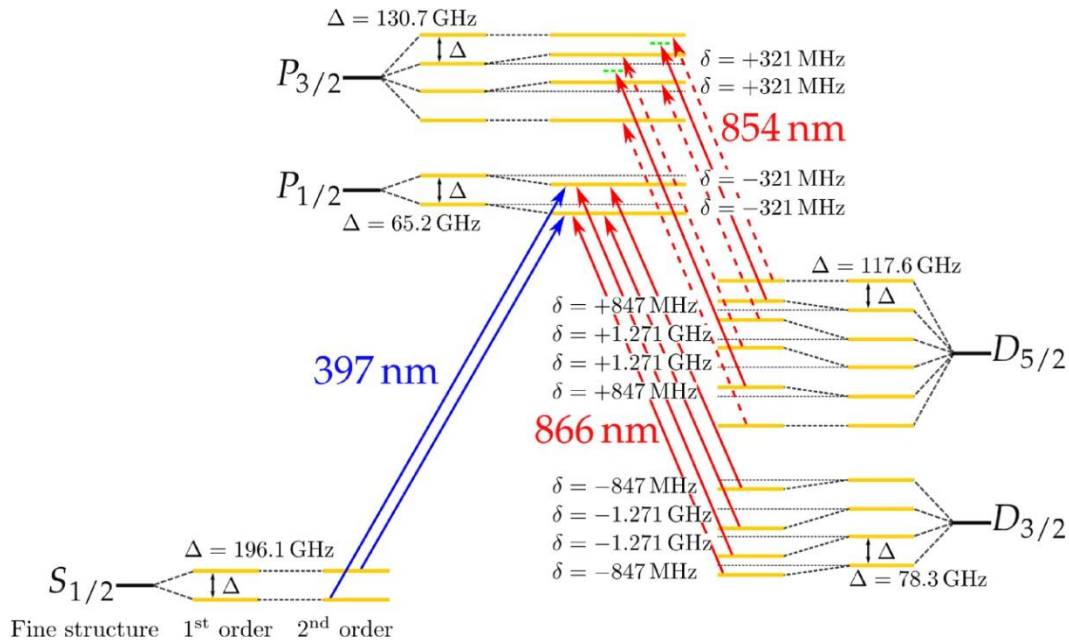 Δ = 130.7 GHz
Δ
P3/2
δ = +321 MHz
δ = +321 MHz
854 nm
P1/2
Δ
Δ = 65.2 GHz
δ = −321 MHz
δ = −321 MHz
Δ = 117.6 GHz
Δ
δ = +847 MHz
δ = +1.271 GHz
δ = +1.271 GHz
δ = +847 MHz
D5/2
397 nm
866 nm
δ = −847 MHz
δ = −1.271 GHz
δ = −1.271 GHz
δ = −847 MHz
D3/2
Δ
Δ = 78.3 GHz
Δ = 196.1 GHz
S1/2
Δ
Fine structure 1st order 2nd order